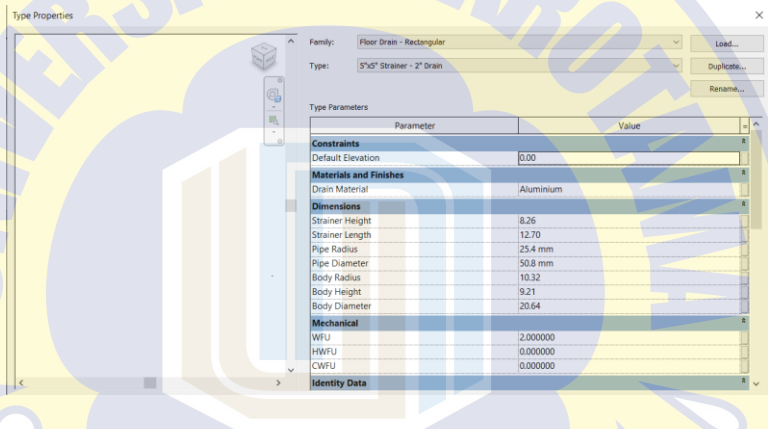 Type Properties
Family: Floor Drain - Rectangular Load...
Type: 5"x5" Strainer - 2" Drain Duplicate...
Rename...
Type Parameters
Parameter Value =
Constraints
Default Elevation 0.00
Materials and Finishes
Drain Material Aluminium
Dimensions
Strainer Height 8.26
Strainer Length 12.70
Pipe Radius 25.4 mm
Pipe Diameter 50.8 mm
Body Radius 10.32
Body Height 9.21
Body Diameter 20.64
Mechanical
WFU 2.000000
HWFU 0.000000
CWFU 0.000000
Identity Data